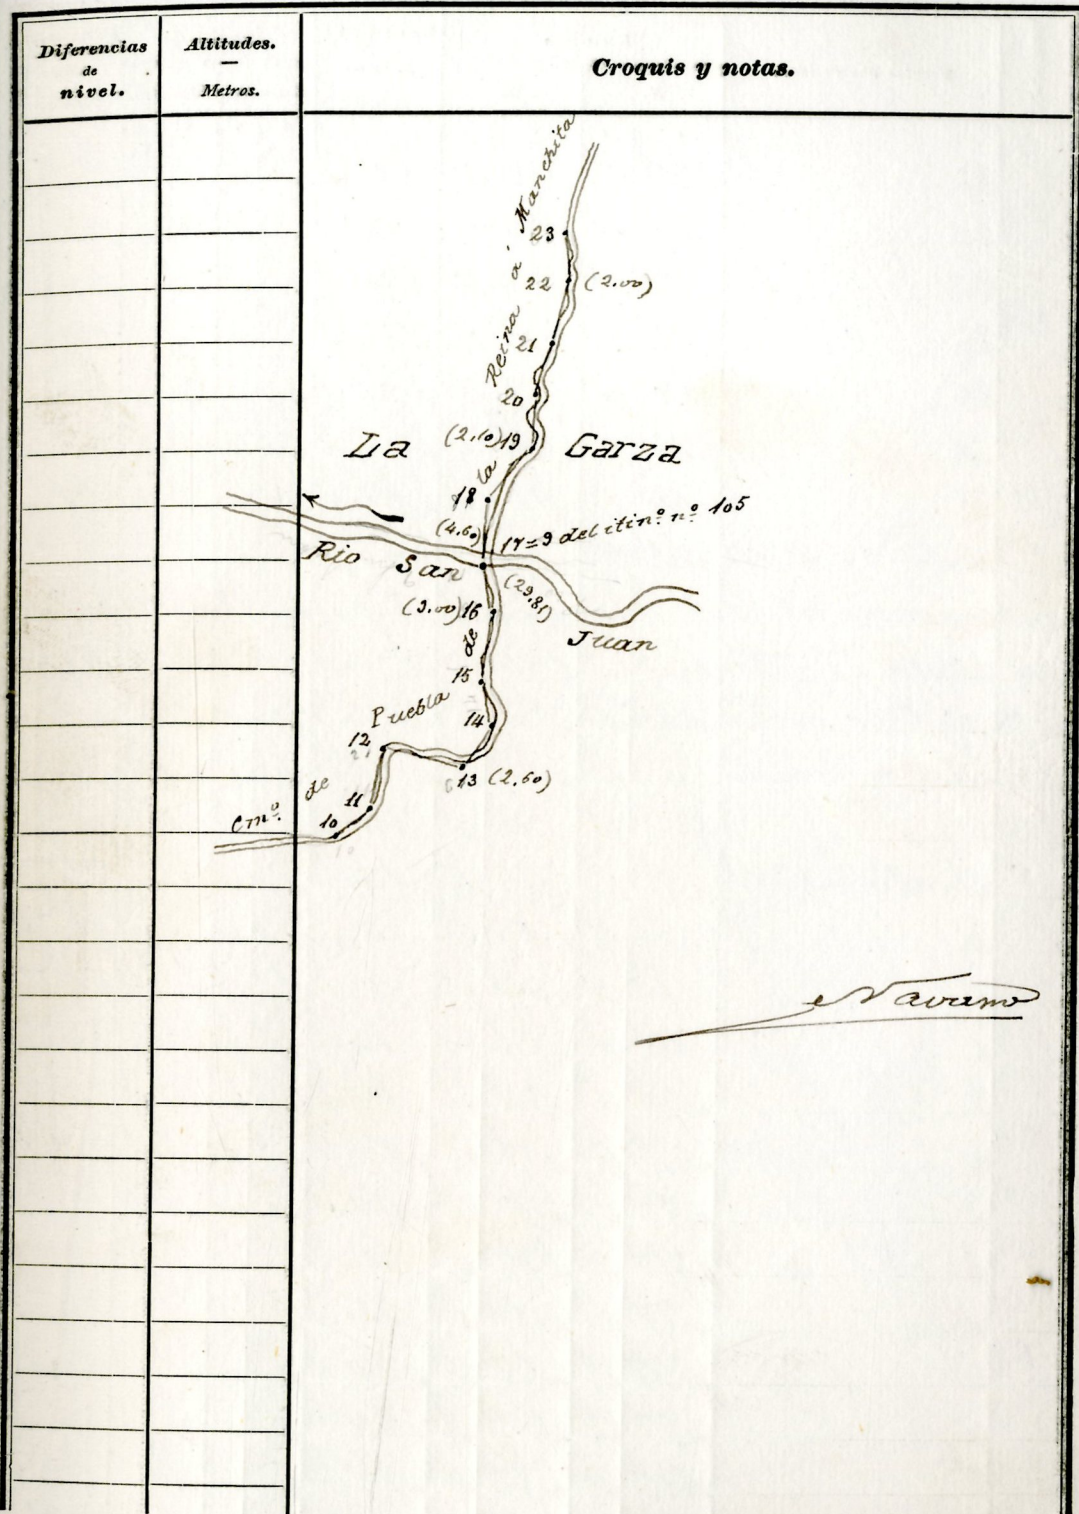 Diferencias
de
nivel.
Altitudes.
Metros.
Croquis y notas.
Cmº. de Puebla de la Reina á Manchita
23
22 (2.00)
21
20
(2.10) 19
La Garza
18
(4.60)
17=9 del itinº. nº. 105
Rio San Juan
(29.81)
(3.00) 16
15
14
12
13 (2.60)
11
10
Navarro